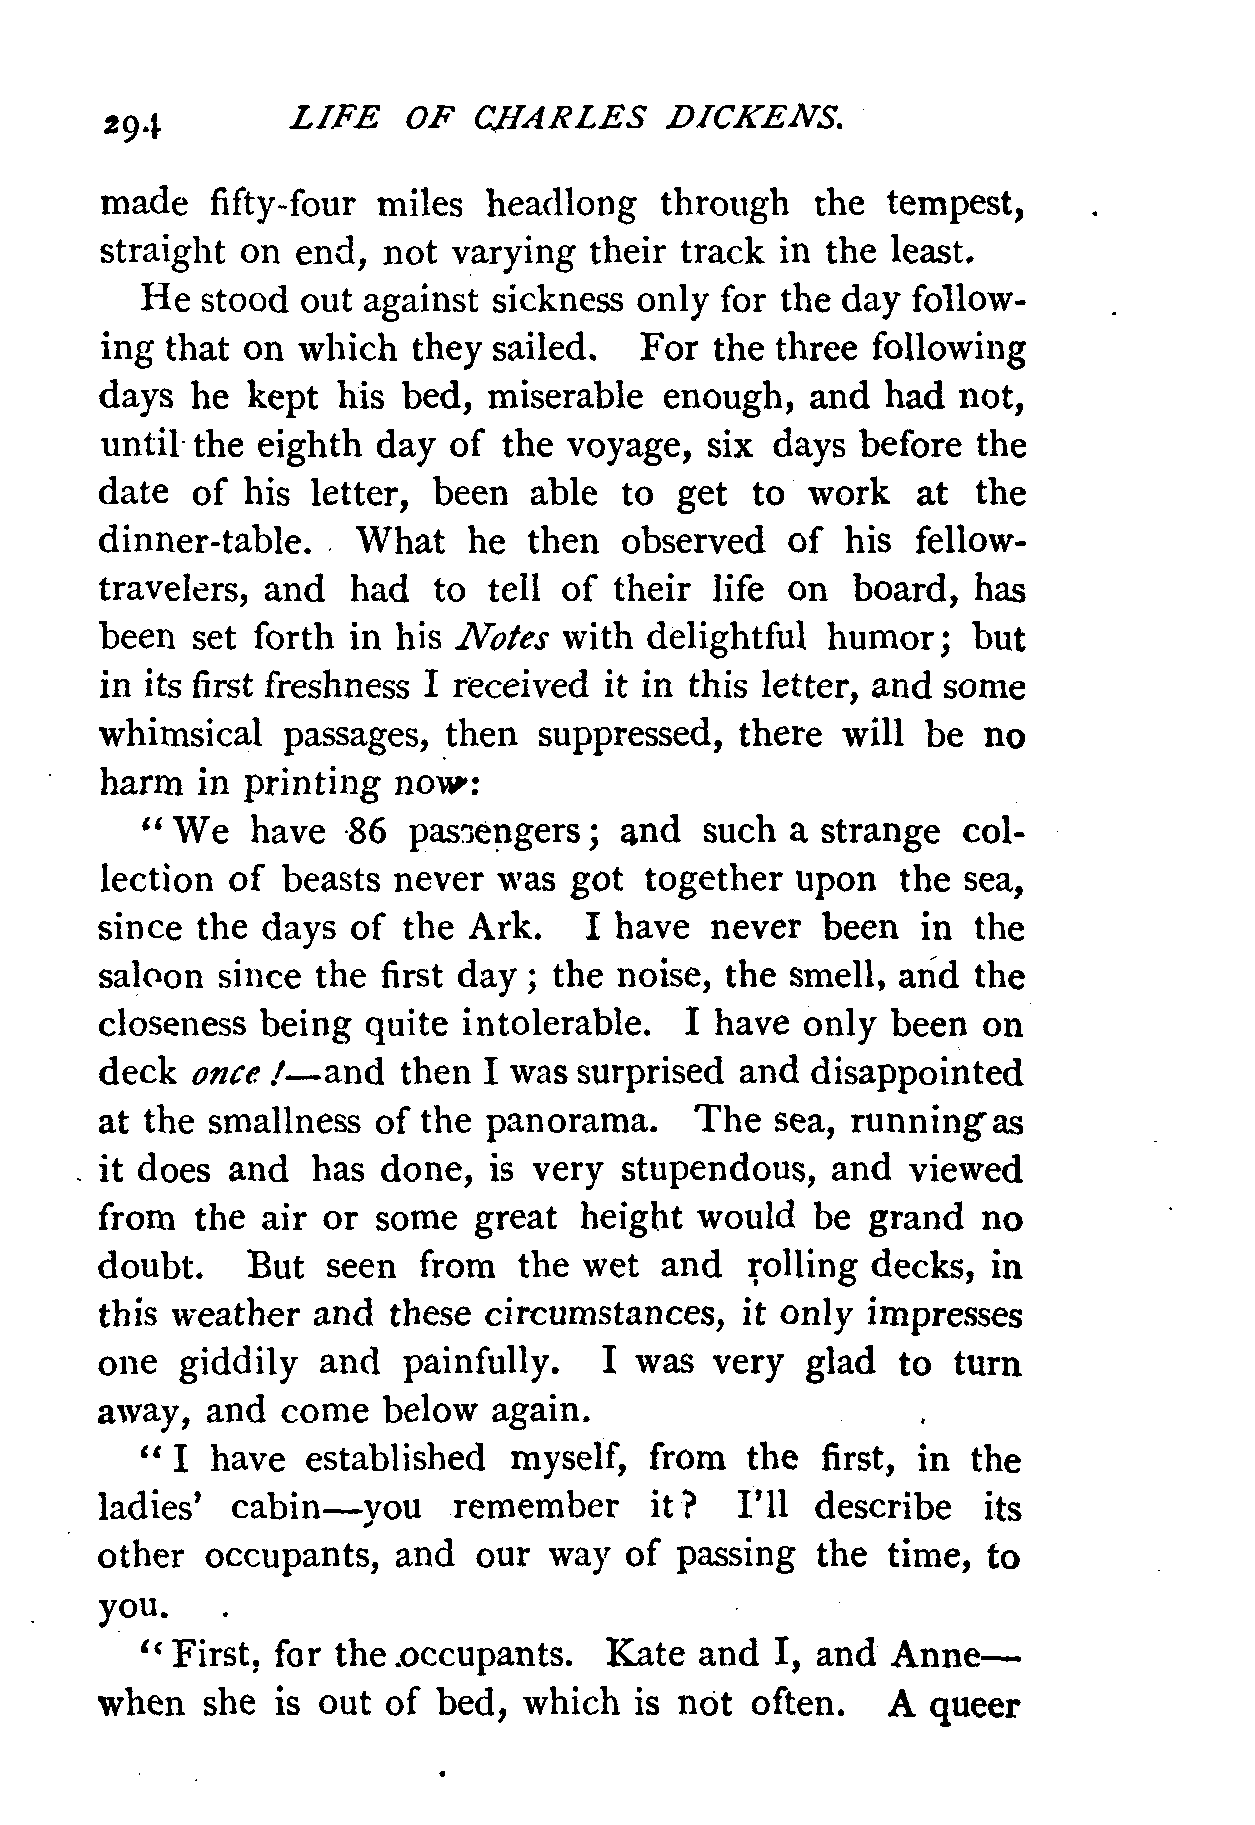 294 LIFE OF CHARLES DICKENS.
made fifty-four miles headlong through the tempest,
straight on end, not varying their track in the least.
He stood out against sickness only for the day follow-
ing that on which they sailed. For the three following
days he kept his bed, miserable enough, and had not,
until the eighth day of the voyage, six days before the
date of his letter, been able to get to work at the
dinner-table. What he then observed of his fellow-
travelers, and had to tell of their life on board, has
been set forth in his Notes with delightful humor; but
in its first freshness I received it in this letter, and some
whimsical passages, then suppressed, there will be no
harm in printing now:
“We have 86 passengers; and such a strange col-
lection of beasts never was got together upon the sea,
since the days of the Ark. I have never been in the
saloon since the first day; the noise, the smell, and the
closeness being quite intolerable. I have only been on
deck once!—and then I was surprised and disappointed
at the smallness of the panorama. The sea, running as
it does and has done, is very stupendous, and viewed
from the air or some great height would be grand no
doubt. But seen from the wet and rolling decks, in
this weather and these circumstances, it only impresses
one giddily and painfully. I was very glad to turn
away, and come below again.
“I have established myself, from the first, in the
ladies' cabin—you remember it? I'll describe its
other occupants, and our way of passing the time, to
you.
“First, for the occupants. Kate and I, and Anne—
when she is out of bed, which is not often. A queer